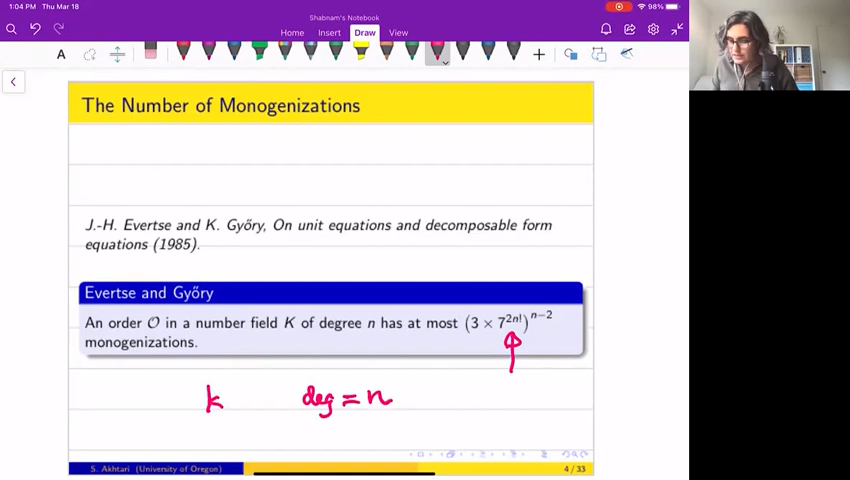 1:04 PM Thu Mar 18
98%
Shabnam's Notebook
Home Insert Draw View
A
The Number of Monogenizations
J.-H. Evertse and K. Győry, On unit equations and decomposable form
equations (1985).
Evertse and Győry
An order 𝒪 in a number field K of degree n has at most (3 × 7^{2n!})^{n−2}
monogenizations.
k deg = n
S. Akhtari (University of Oregon) 4 / 33